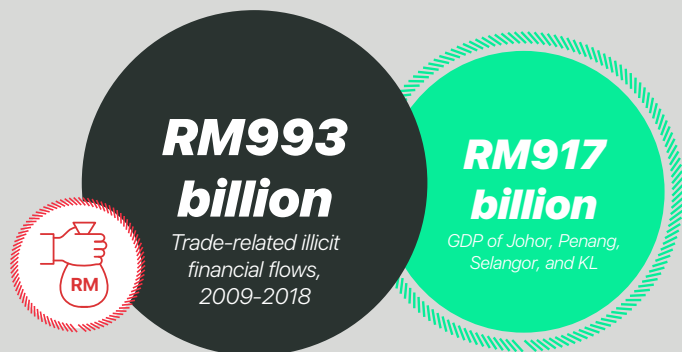 RM993
billion
Trade-related illicit
financial flows,
2009-2018
RM
RM917
billion
GDP of Johor, Penang,
Selangor, and KL